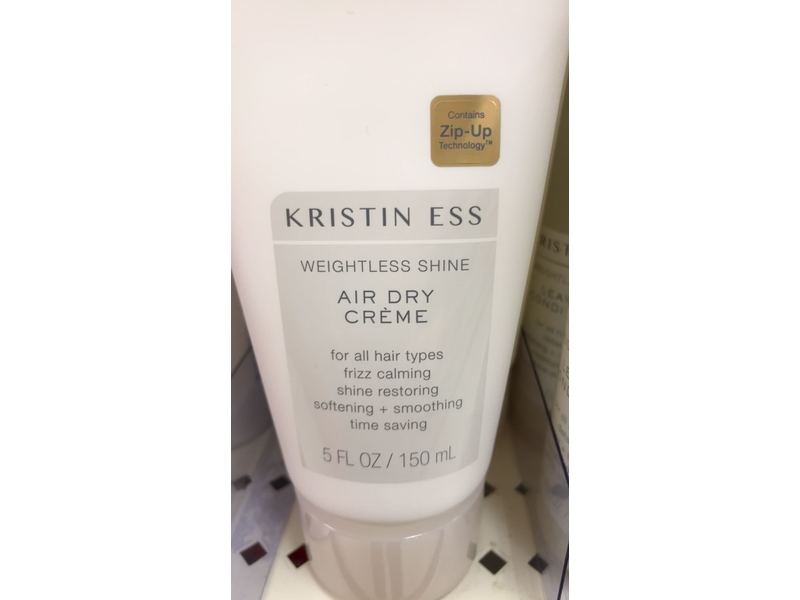 Contains
Zip-Up
Technology™
KRISTIN ESS
WEIGHTLESS SHINE
AIR DRY
CRÈME
for all hair types
frizz calming
shine restoring
softening + smoothing
time saving
5 FL OZ / 150 mL